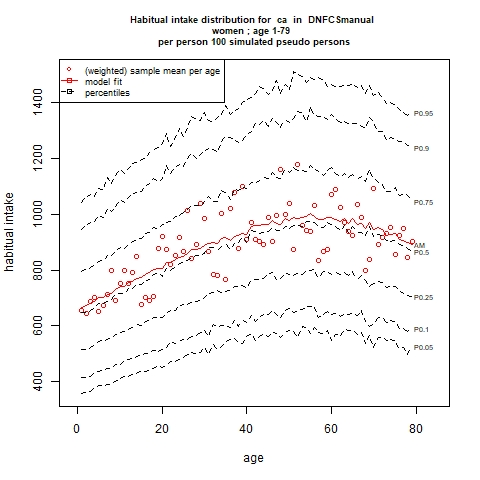 Habitual intake distribution for ca in DNFCSmanual
women ; age 1-79
per person 100 simulated pseudo persons
(weighted) sample mean per age
model fit
percentiles
P0.95
P0.9
P0.75
AM
P0.5
P0.25
P0.1
P0.05
habitual intake
400
600
800
1000
1200
1400
0
20
40
60
80
age